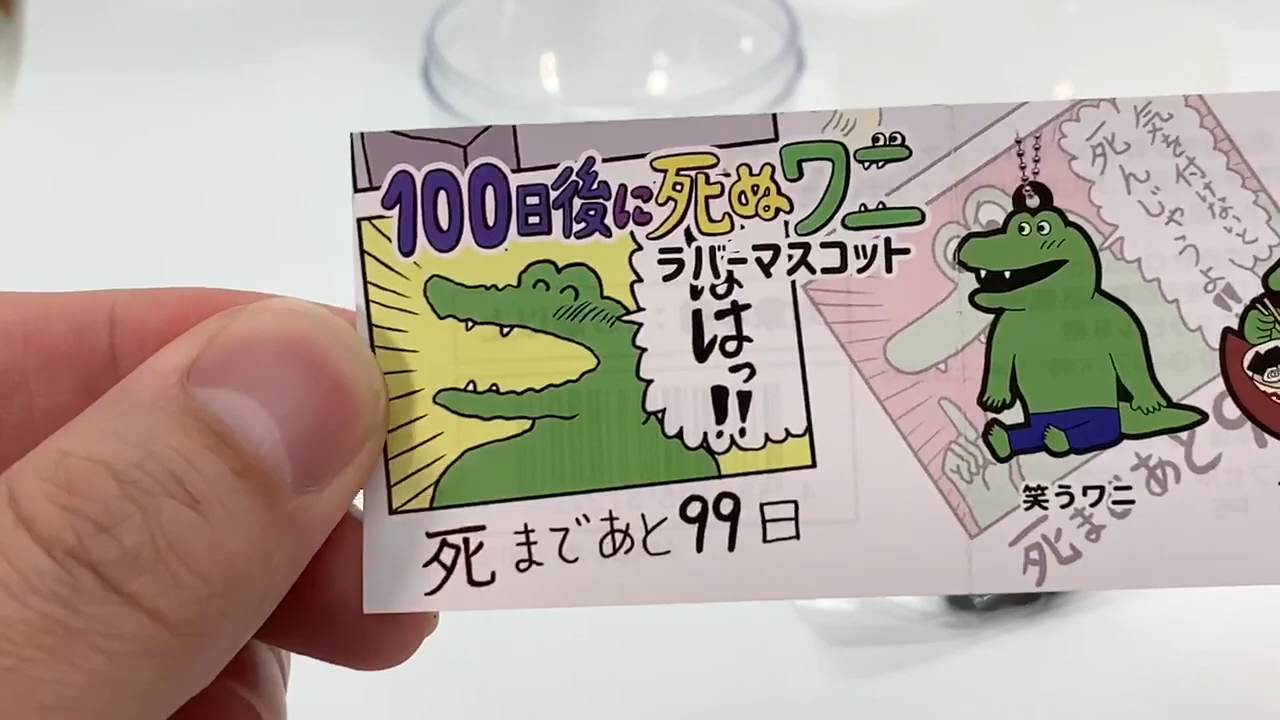 100日後に死ぬワニ
ラバーマスコット
ははっ!!
死まであと99日
気を付けないと
死んじゃうよ!!
笑うワニ
死まであと9